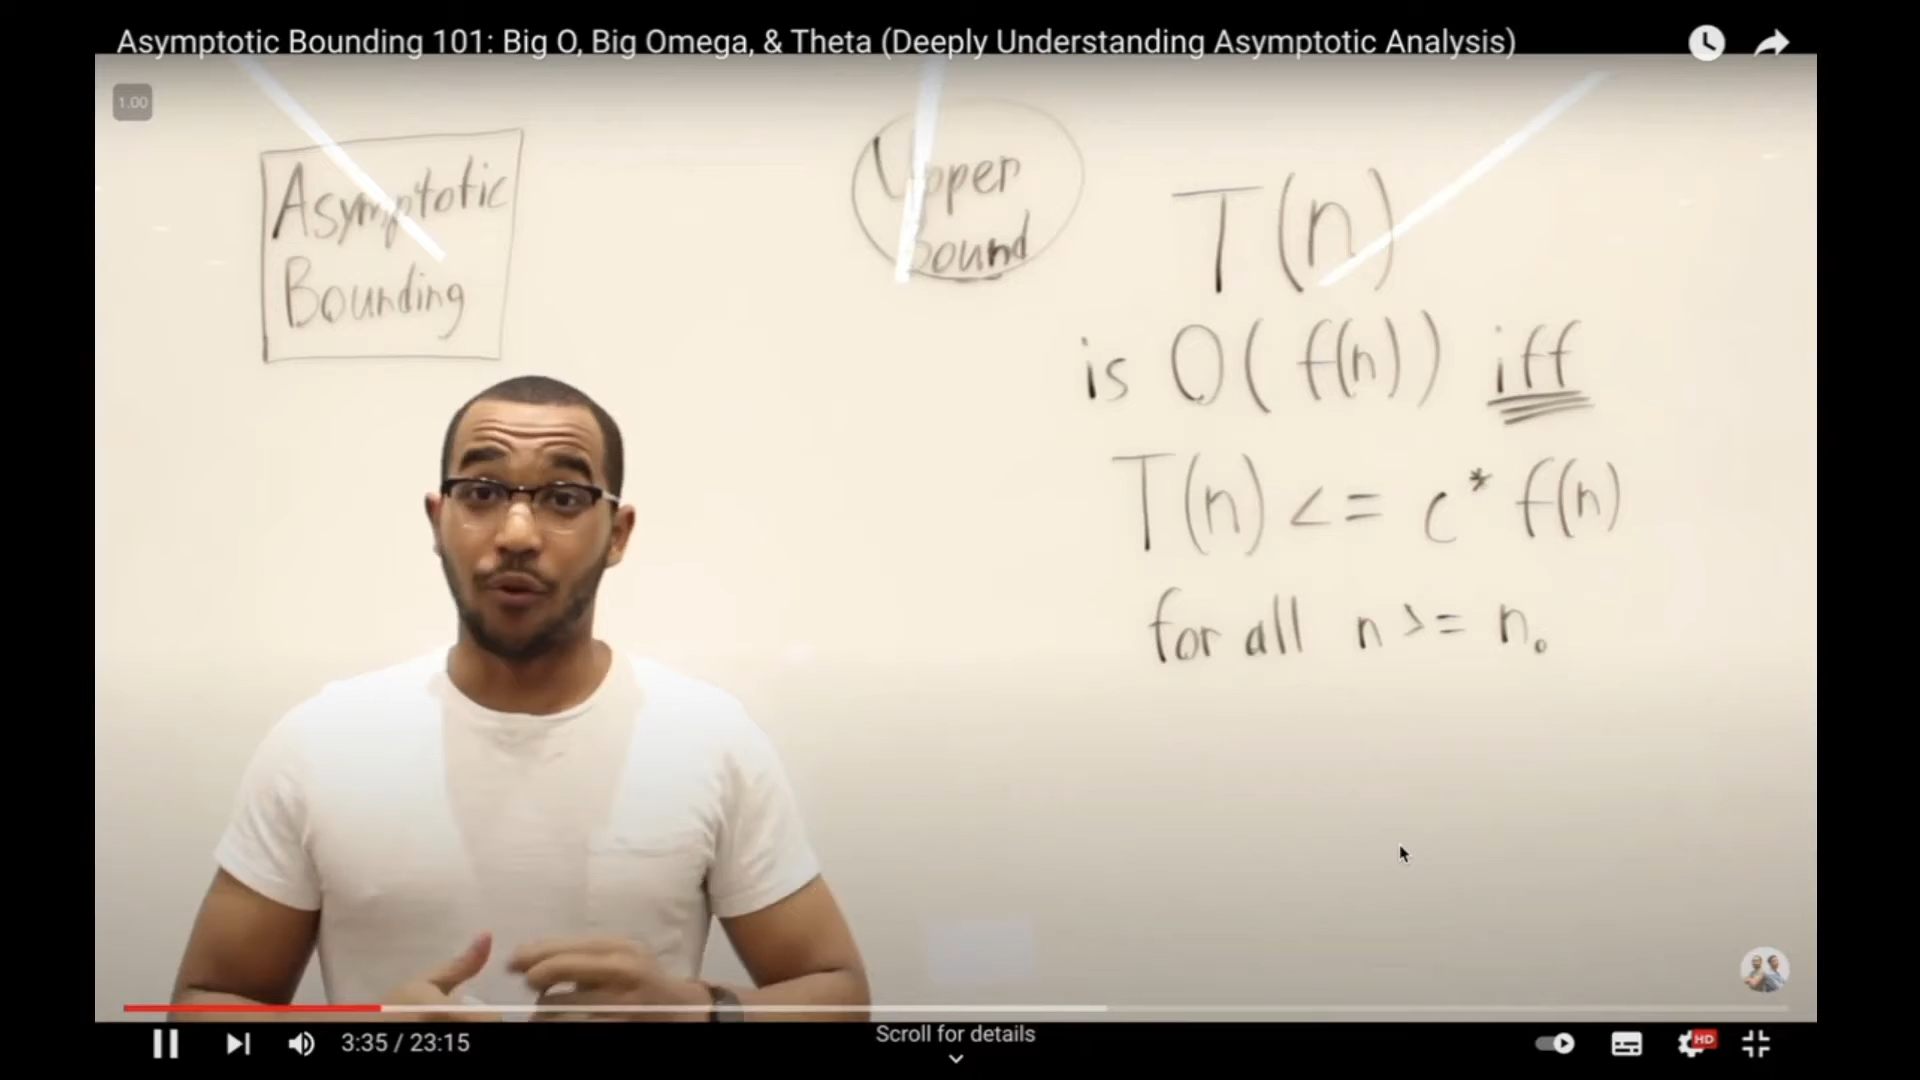 Asymptotic Bounding 101: Big O, Big Omega, & Theta (Deeply Understanding Asymptotic Analysis)
1.00
Asymptotic
Bounding
Upper
Bound
T(n)
is O(f(n)) iff
T(n) <= c * f(n)
for all n >= n₀
3:35 / 23:15
Scroll for details
HD